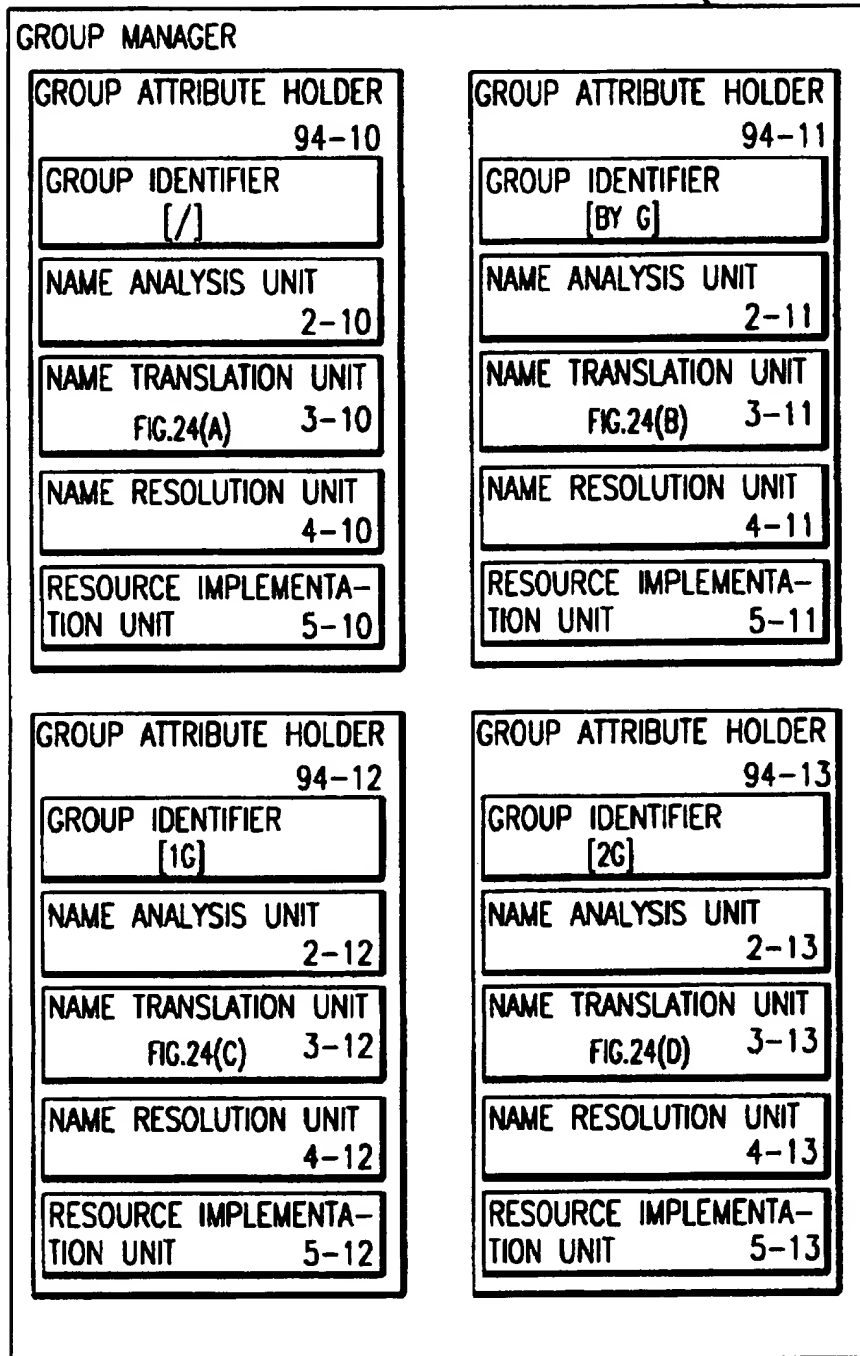 GROUP MANAGER
GROUP ATTRIBUTE HOLDER
94-10
GROUP IDENTIFIER
[/]
NAME ANALYSIS UNIT
2-10
NAME TRANSLATION UNIT
FIG.24(A) 3-10
NAME RESOLUTION UNIT
4-10
RESOURCE IMPLEMENTA-
TION UNIT 5-10
GROUP ATTRIBUTE HOLDER
94-11
GROUP IDENTIFIER
[BY G]
NAME ANALYSIS UNIT
2-11
NAME TRANSLATION UNIT
FIG.24(B) 3-11
NAME RESOLUTION UNIT
4-11
RESOURCE IMPLEMENTA-
TION UNIT 5-11
GROUP ATTRIBUTE HOLDER
94-12
GROUP IDENTIFIER
[1G]
NAME ANALYSIS UNIT
2-12
NAME TRANSLATION UNIT
FIG.24(C) 3-12
NAME RESOLUTION UNIT
4-12
RESOURCE IMPLEMENTA-
TION UNIT 5-12
GROUP ATTRIBUTE HOLDER
94-13
GROUP IDENTIFIER
[2G]
NAME ANALYSIS UNIT
2-13
NAME TRANSLATION UNIT
FIG.24(D) 3-13
NAME RESOLUTION UNIT
4-13
RESOURCE IMPLEMENTA-
TION UNIT 5-13